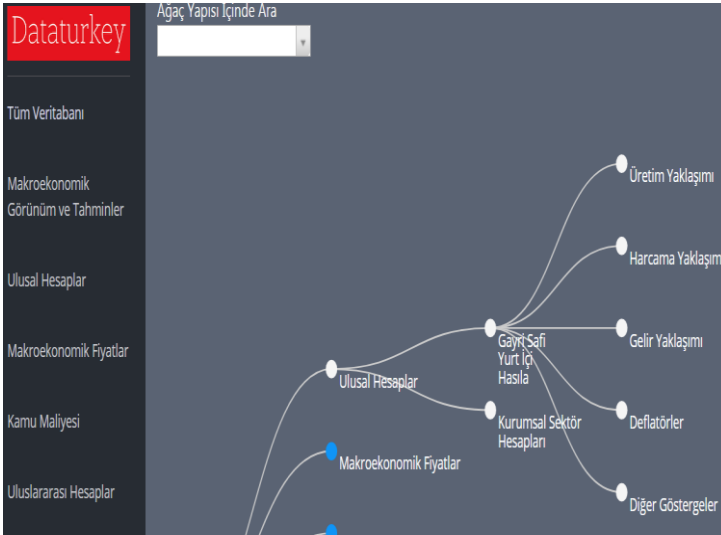 Dataturkey
Tüm Veritabanı
Makroekonomik
Görünüm ve Tahminler
Ulusal Hesaplar
Makroekonomik Fiyatlar
Kamu Maliyesi
Uluslararası Hesaplar
Ağaç Yapısı İçinde Ara
Ulusal Hesaplar
Makroekonomik Fiyatlar
Gayri Safi
Yurt İçi
Hasıla
Kurumsal Sektör
Hesapları
Üretim Yaklaşımı
Harcama Yaklaşım
Gelir Yaklaşımı
Deflatörler
Diğer Göstergeler